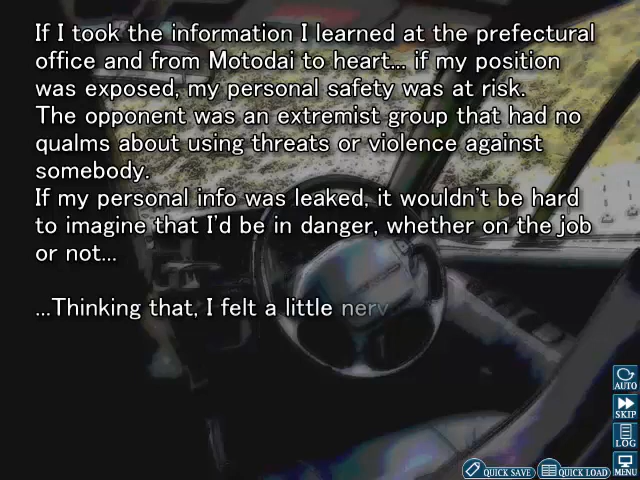 If I took the information I learned at the prefectural
office and from Motodai to heart... if my position
was exposed, my personal safety was at risk.
The opponent was an extremist group that had no
qualms about using threats or violence against
somebody.
If my personal info was leaked, it wouldn't be hard
to imagine that I'd be in danger, whether on the job
or not...
...Thinking that, I felt a little nerv
AUTO
SKIP
LOG
MENU
QUICK SAVE
QUICK LOAD